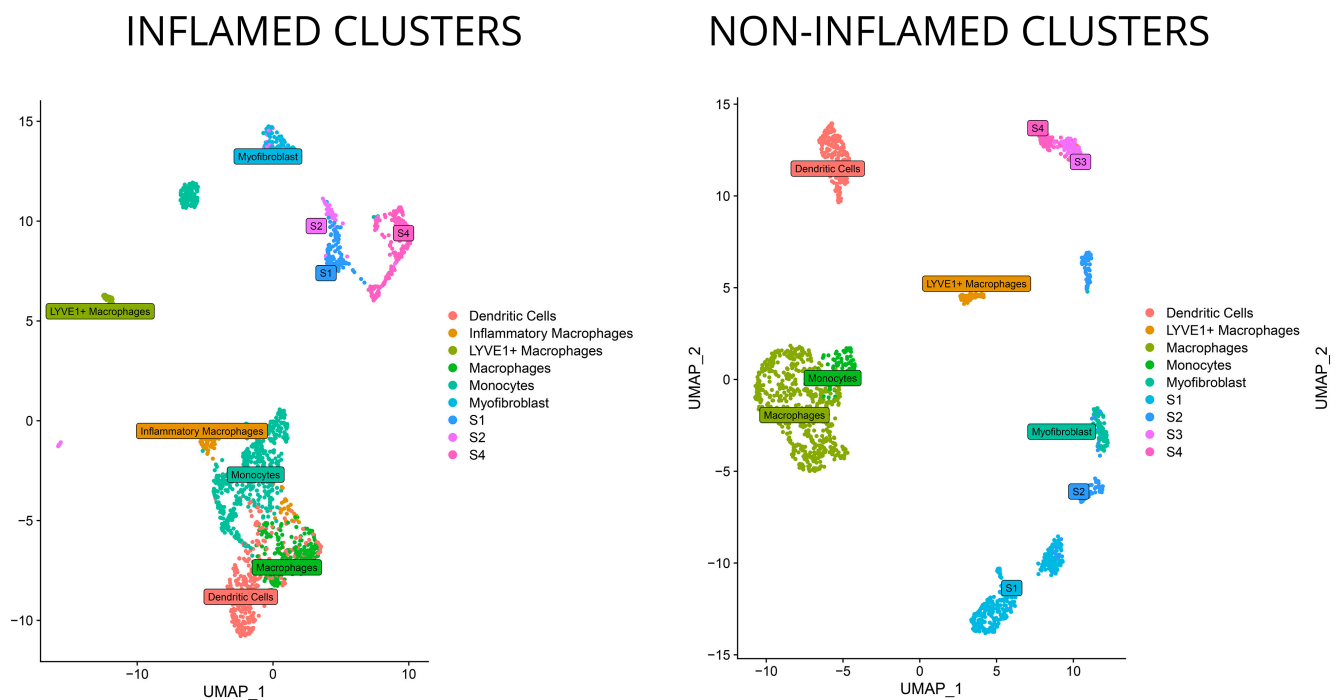 INFLAMED CLUSTERS
NON-INFLAMED CLUSTERS
15
10
5
0
−5
−10
−10
0
10
UMAP_1
Myofibroblast
S2
S4
S1
LYVE1+ Macrophages
Inflammatory Macrophages
Monocytes
Macrophages
Dendritic Cells
Dendritic Cells
Inflammatory Macrophages
LYVE1+ Macrophages
Macrophages
Monocytes
Myofibroblast
S1
S2
S4
UMAP_2
15
10
5
0
−5
−10
−15
−10
−5
0
5
10
UMAP_1
S4
S3
Dendritic Cells
LYVE1+ Macrophages
Monocytes
Macrophages
Myofibroblast
S2
S1
Dendritic Cells
LYVE1+ Macrophages
Macrophages
Monocytes
Myofibroblast
S1
S2
S3
S4
UMAP_2